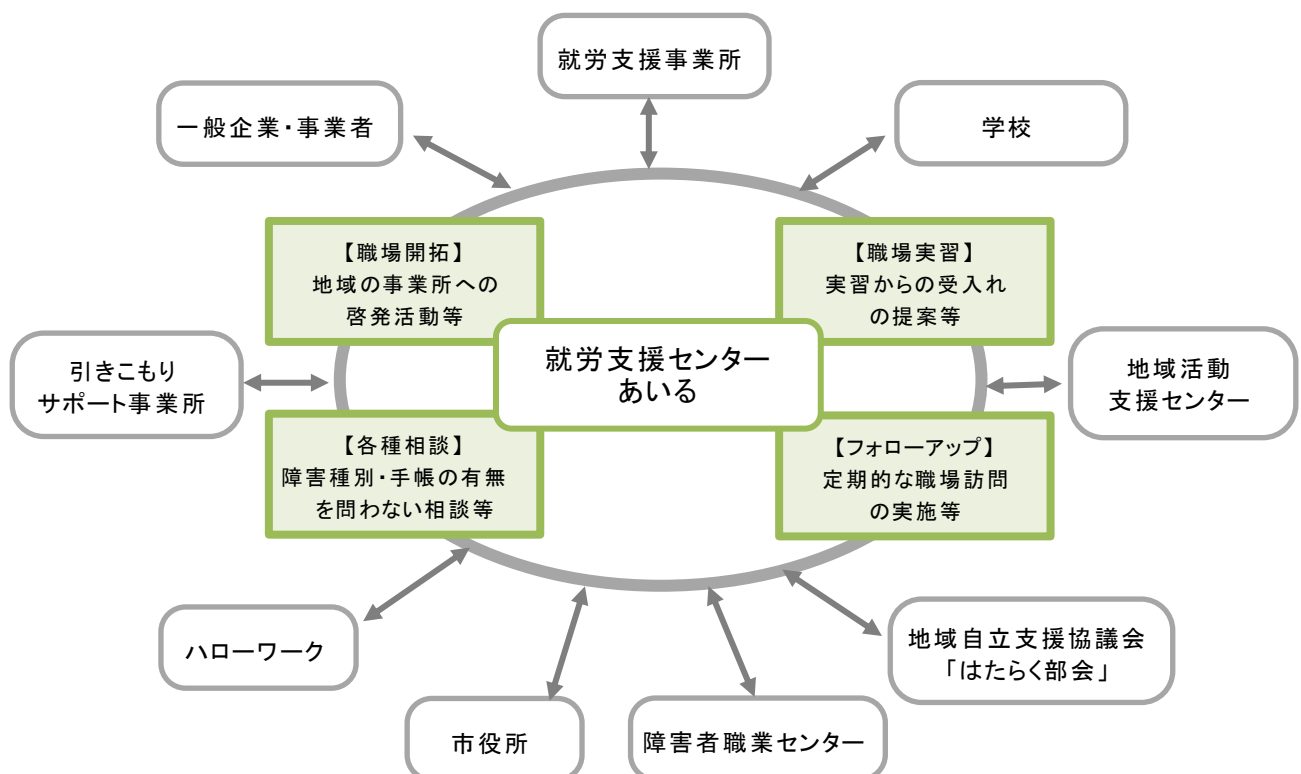 就労支援事業所
一般企業・事業者
学校
【職場開拓】
地域の事業所への
啓発活動等
【職場実習】
実習からの受入れ
の提案等
就労支援センター
あいる
引きこもり
サポート事業所
地域活動
支援センター
【各種相談】
障害種別・手帳の有無
を問わない相談等
【フォローアップ】
定期的な職場訪問
の実施等
ハローワーク
地域自立支援協議会
「はたらく部会」
市役所
障害者職業センター